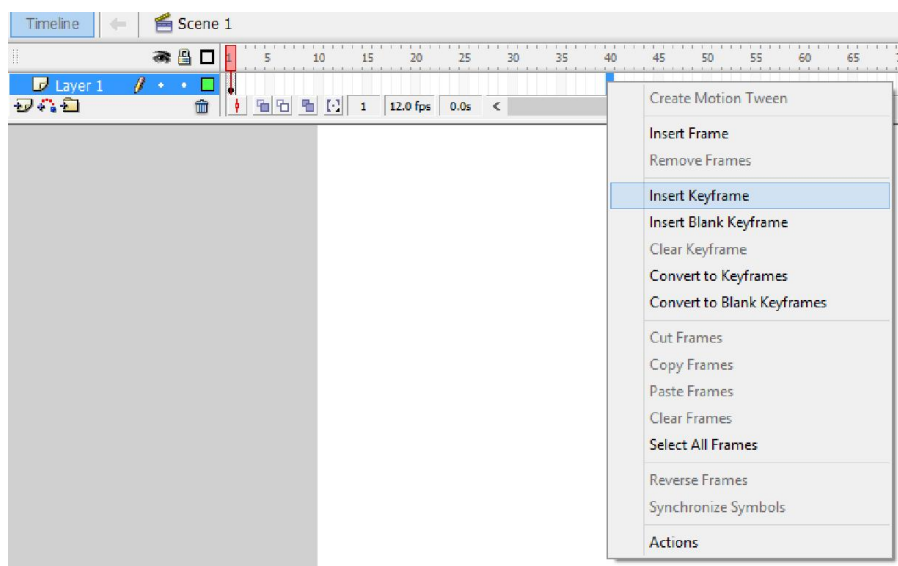 Timeline Scene 1
1 5 10 15 20 25 30 35 40 45 50 55 60 65
Layer 1
1 12.0 fps 0.0s
Create Motion Tween
Insert Frame
Remove Frames
Insert Keyframe
Insert Blank Keyframe
Clear Keyframe
Convert to Keyframes
Convert to Blank Keyframes
Cut Frames
Copy Frames
Paste Frames
Clear Frames
Select All Frames
Reverse Frames
Synchronize Symbols
Actions